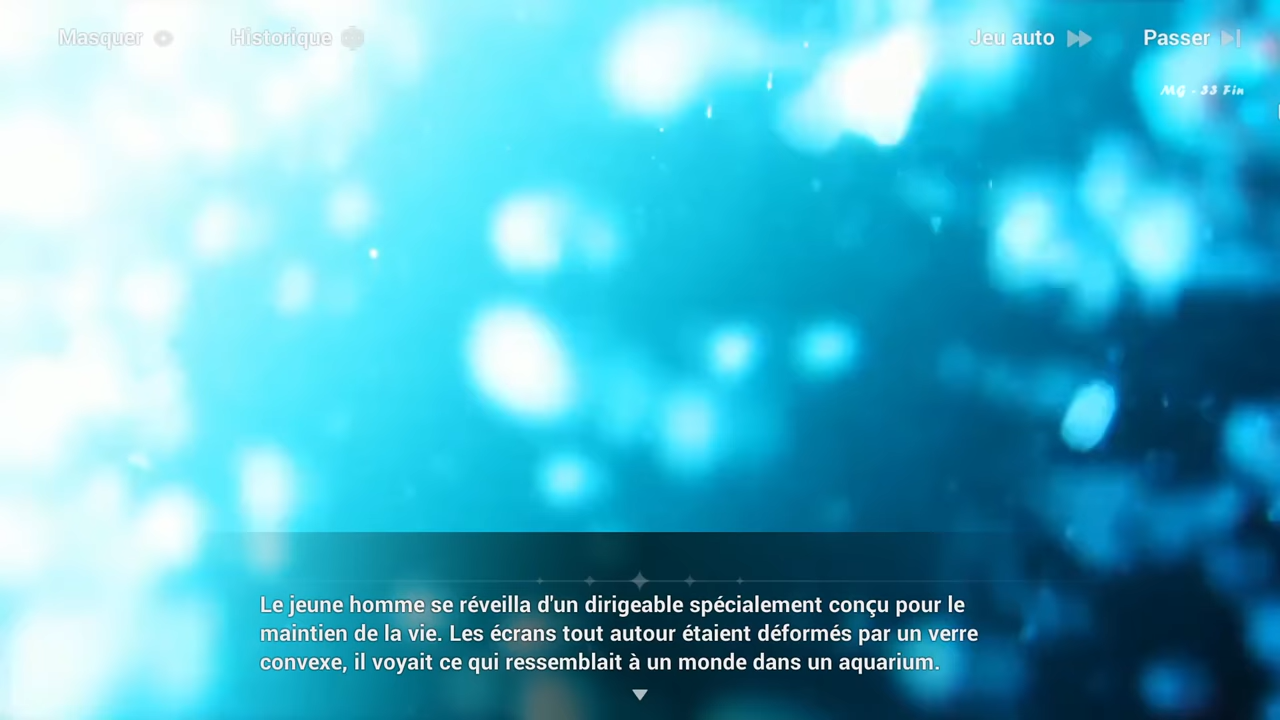 Masquer
Historique
Jeu auto
Passer
MG - 33 Fin
Le jeune homme se réveilla d'un dirigeable spécialement conçu pour le
maintien de la vie. Les écrans tout autour étaient déformés par un verre
convexe, il voyait ce qui ressemblait à un monde dans un aquarium.